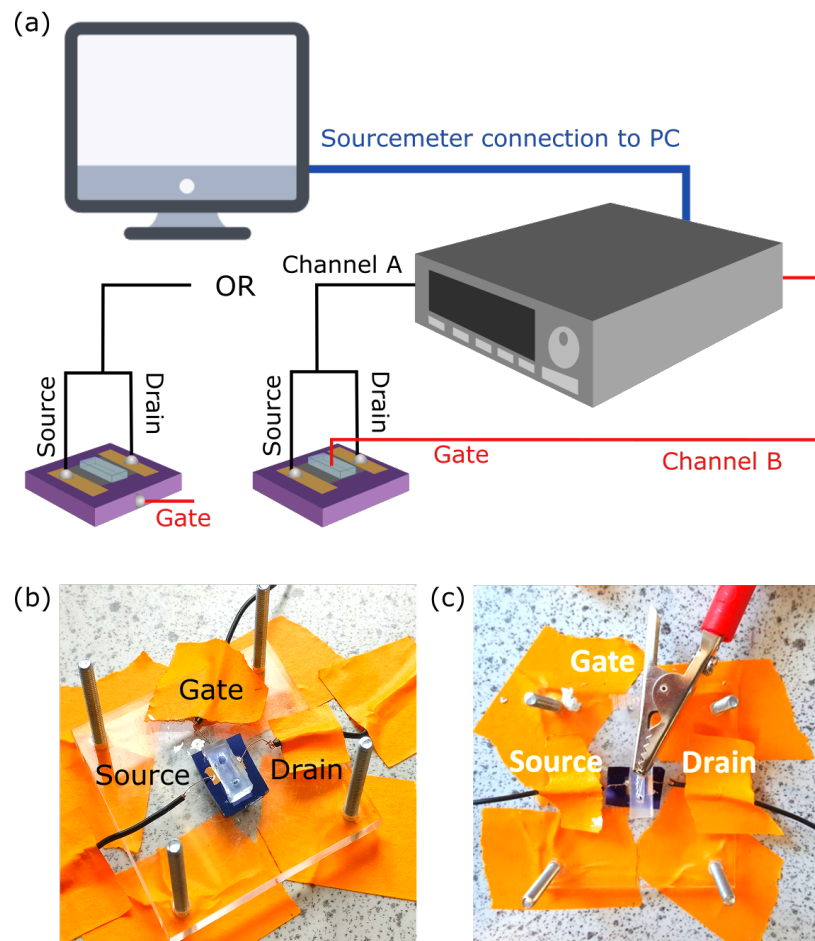 (a)
Sourcemeter connection to PC
Channel A
OR
Source
Drain
Source
Drain
Gate
Channel B
Gate
(b)
(c)
Gate
Source
Drain
Gate
Source
Drain